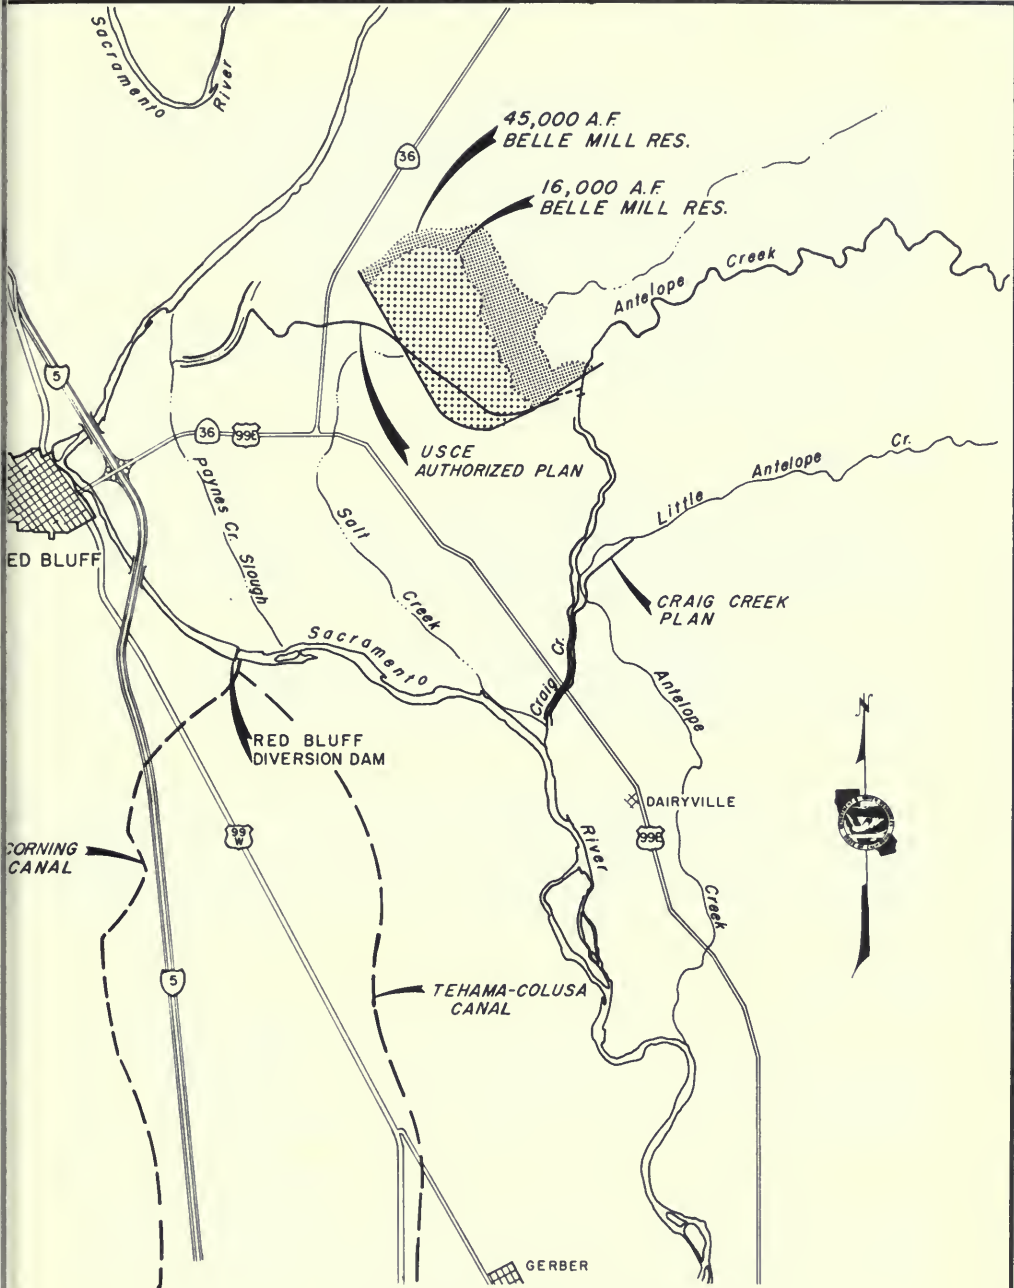 Sacramento River
45,000 A.F.
BELLE MILL RES.
36
16,000 A.F.
BELLE MILL RES.
Antelope Creek
5
36
99E
USCE
AUTHORIZED PLAN
Little Antelope Cr.
Paynes Cr. Slough
Salt Creek
ED BLUFF
CRAIG CREEK
PLAN
Sacramento River
Craig Cr.
Antelope Creek
N
RED BLUFF
DIVERSION DAM
DAIRYVILLE
99
W
99E
CORNING
CANAL
5
TEHAMA-COLUSA
CANAL
GERBER